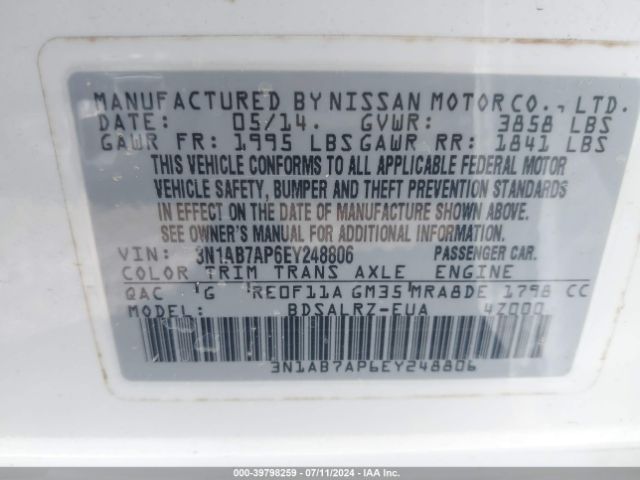 MANUFACTURED BY NISSAN MOTOR CO., LTD.
DATE: 05/14. GVWR: 3858 LBS
GAWR FR: 1995 LBS GAWR RR: 1841 LBS
THIS VEHICLE CONFORMS TO ALL APPLICABLE FEDERAL MOTOR
VEHICLE SAFETY, BUMPER AND THEFT PREVENTION STANDARDS
IN EFFECT ON THE DATE OF MANUFACTURE SHOWN ABOVE.
SEE OWNER'S MANUAL FOR ADDITIONAL INFORMATION.
VIN: 3N1AB7AP6EY248806 PASSENGER CAR.
COLOR TRIM TRANS AXLE ENGINE
QAC 'G 'RE0F11A GM35 'MRA8DE 1798 CC
MODEL: BDSALRZ-EUA 4Z000
3N1AB7AP6EY248806
000-39798259 - 07/11/2024 - IAAI.COM